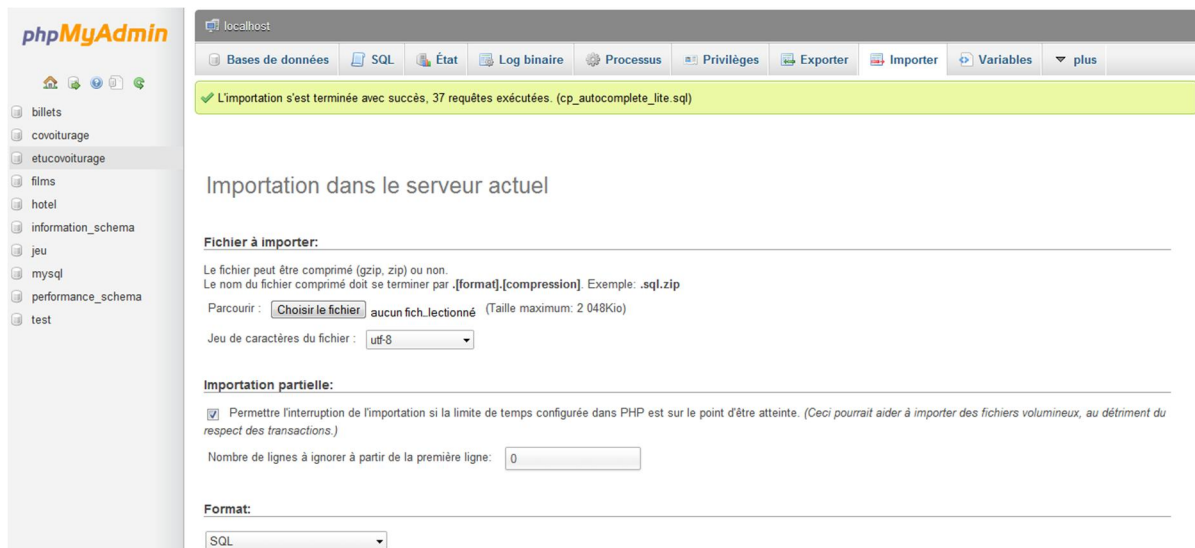 phpMyAdmin
billets
covoiturage
etucovoiturage
films
hotel
information_schema
jeu
mysql
performance_schema
test
localhost
Bases de données SQL État Log binaire Processus Privilèges Exporter Importer Variables plus
L'importation s'est terminée avec succès, 37 requêtes exécutées. (cp_autocomplete_lite.sql)
Importation dans le serveur actuel
Fichier à importer:
Le fichier peut être comprimé (gzip, zip) ou non.
Le nom du fichier comprimé doit se terminer par .[format].[compression]. Exemple: .sql.zip
Parcourir : Choisir le fichier aucun fich...lectionné (Taille maximum: 2 048Kio)
Jeu de caractères du fichier : utf-8
Importation partielle:
Permettre l'interruption de l'importation si la limite de temps configurée dans PHP est sur le point d'être atteinte. (Ceci pourrait aider à importer des fichiers volumineux, au détriment du
respect des transactions.)
Nombre de lignes à ignorer à partir de la première ligne: 0
Format:
SQL